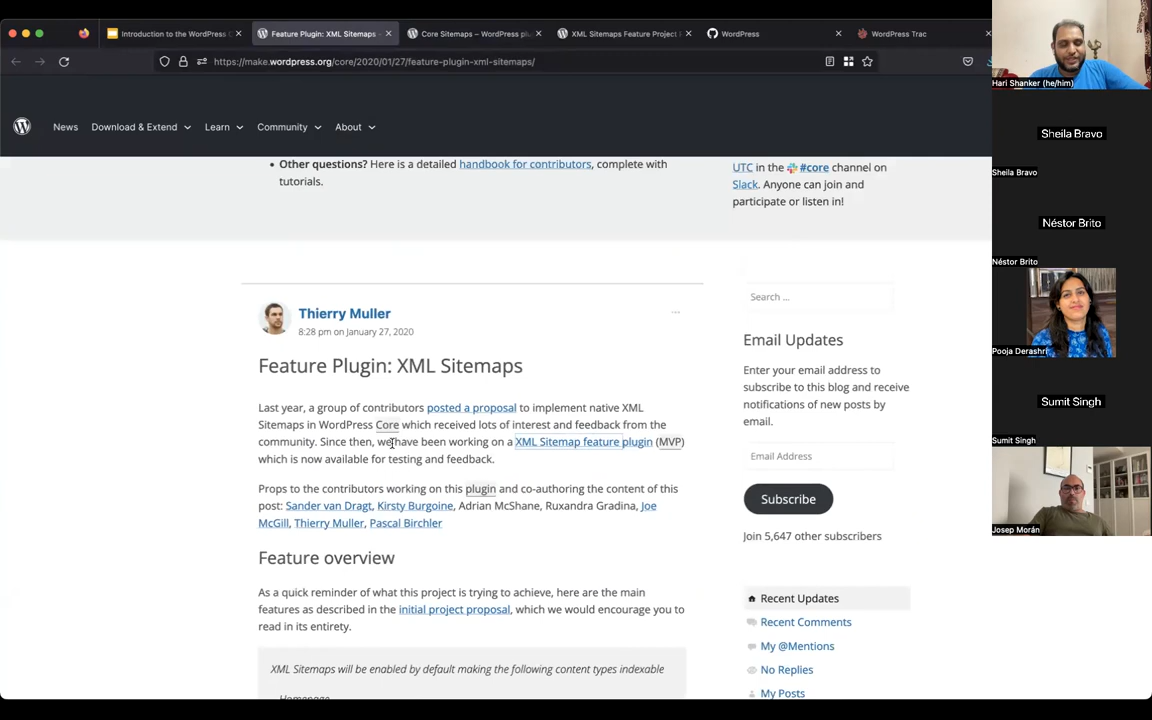 Introduction to the WordPress C
Feature Plugin: XML Sitemaps –
Core Sitemaps – WordPress plu
XML Sitemaps Feature Project P
WordPress
WordPress Trac
https://make.wordpress.org/core/2020/01/27/feature-plugin-xml-sitemaps/
News
Download & Extend
Learn
Community
About
• Other questions? Here is a detailed handbook for contributors, complete with
tutorials.
UTC in the #core channel on
Slack. Anyone can join and
participate or listen in!
Thierry Muller
8:28 pm on January 27, 2020
Feature Plugin: XML Sitemaps
Last year, a group of contributors posted a proposal to implement native XML
Sitemaps in WordPress Core which received lots of interest and feedback from the
community. Since then, we have been working on a XML Sitemap feature plugin (MVP)
which is now available for testing and feedback.
Props to the contributors working on this plugin and co-authoring the content of this
post: Sander van Dragt, Kirsty Burgoine, Adrian McShane, Ruxandra Gradina, Joe
McGill, Thierry Muller, Pascal Birchler
Feature overview
As a quick reminder of what this project is trying to achieve, here are the main
features as described in the initial project proposal, which we would encourage you to
read in its entirety.
XML Sitemaps will be enabled by default making the following content types indexable
Homepage
Search ...
Email Updates
Enter your email address to
subscribe to this blog and receive
notifications of new posts by
email.
Email Address
Subscribe
Join 5,647 other subscribers
Recent Updates
Recent Comments
My @Mentions
No Replies
My Posts
Hari Shanker (he/him)
Sheila Bravo
Sheila Bravo
Néstor Brito
Néstor Brito
Pooja Derashri
Sumit Singh
Sumit Singh
Josep Morán